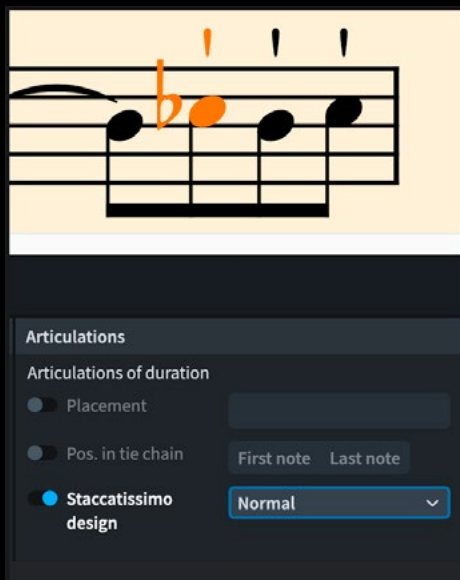 Articulations
Articulations of duration
Placement
Pos. in tie chain First note Last note
Staccatissimo Normal
design